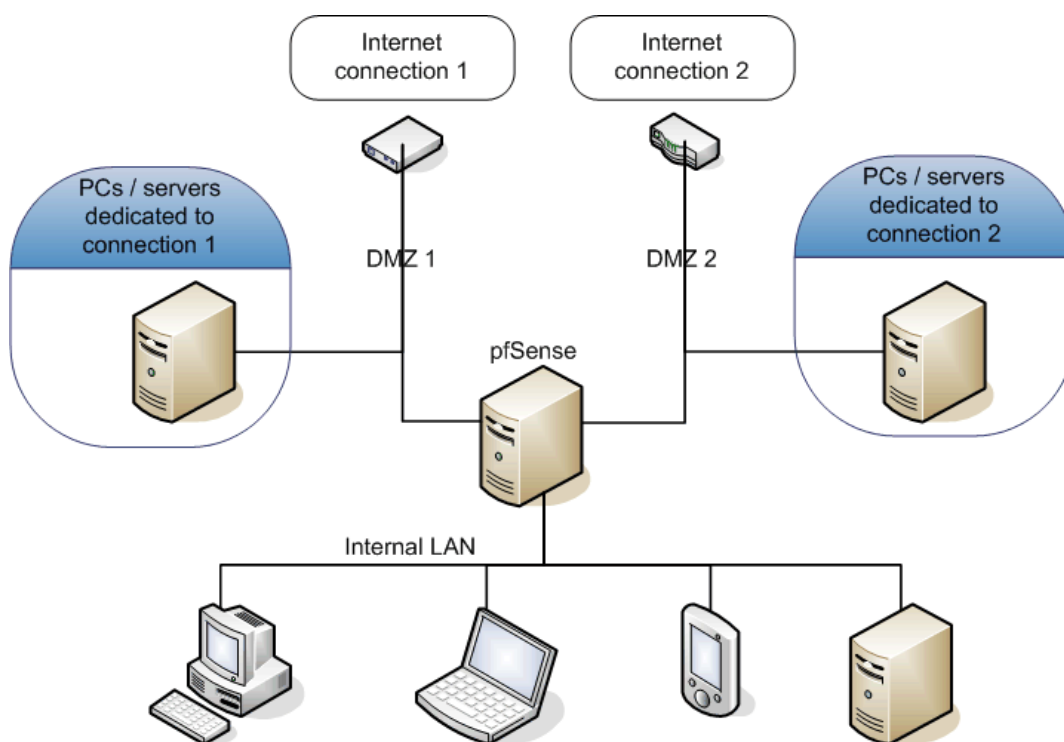 Internet
connection 1
Internet
connection 2
PCs / servers
dedicated to
connection 1
PCs / servers
dedicated to
connection 2
DMZ 1
DMZ 2
pfSense
Internal LAN